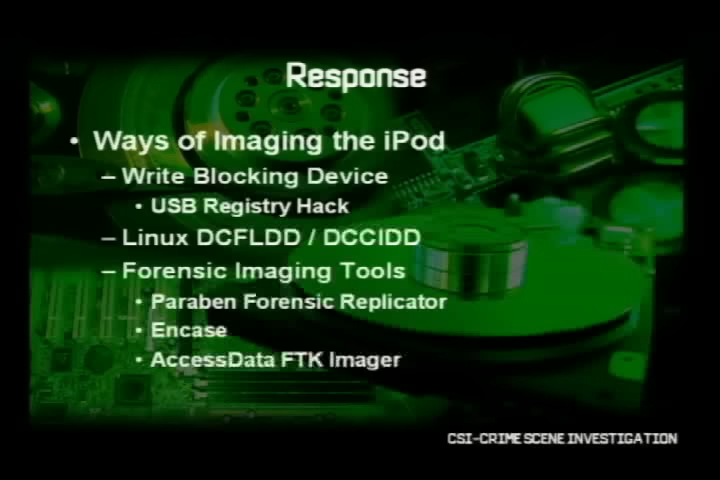 Response
• Ways of Imaging the iPod
– Write Blocking Device
• USB Registry Hack
– Linux DCFLDD / DCCIDD
– Forensic Imaging Tools
• Paraben Forensic Replicator
• Encase
• AccessData FTK Imager
CSI-CRIME SCENE INVESTIGATION